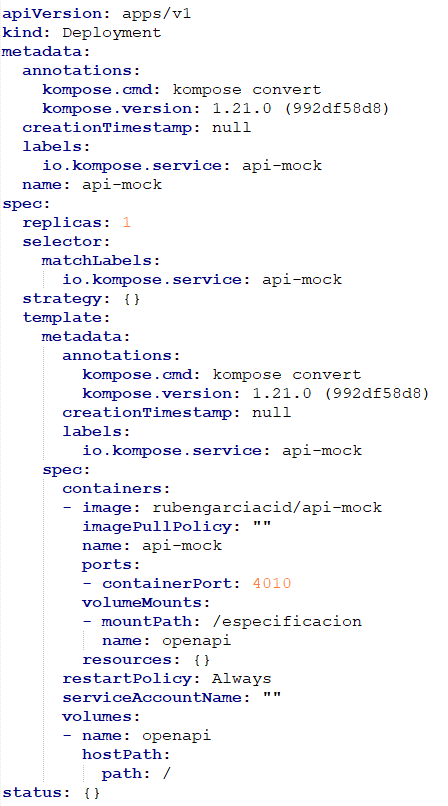 apiVersion: apps/v1
kind: Deployment
metadata:
  annotations:
    kompose.cmd: kompose convert
    kompose.version: 1.21.0 (992df58d8)
  creationTimestamp: null
  labels:
    io.kompose.service: api-mock
  name: api-mock
spec:
  replicas: 1
  selector:
    matchLabels:
      io.kompose.service: api-mock
  strategy: {}
  template:
    metadata:
      annotations:
        kompose.cmd: kompose convert
        kompose.version: 1.21.0 (992df58d8)
      creationTimestamp: null
      labels:
        io.kompose.service: api-mock
    spec:
      containers:
      - image: rubengarciacid/api-mock
        imagePullPolicy: ""
        name: api-mock
        ports:
        - containerPort: 4010
        volumeMounts:
        - mountPath: /especificacion
          name: openapi
        resources: {}
      restartPolicy: Always
      serviceAccountName: ""
      volumes:
      - name: openapi
        hostPath:
          path: /
status: {}